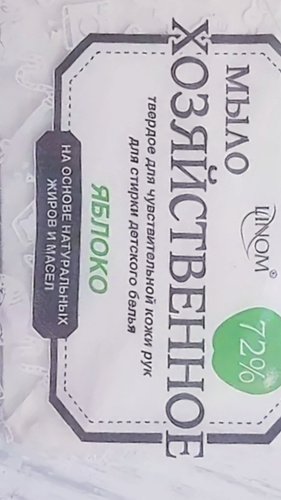 LINOM®
72%
МЫЛО
ХОЗЯЙСТВЕННОЕ
твердое для чувствительной кожи рук
для стирки детского белья
ЯБЛОКО
НА ОСНОВЕ НАТУРАЛЬНЫХ
ЖИРОВ И МАСЕЛ